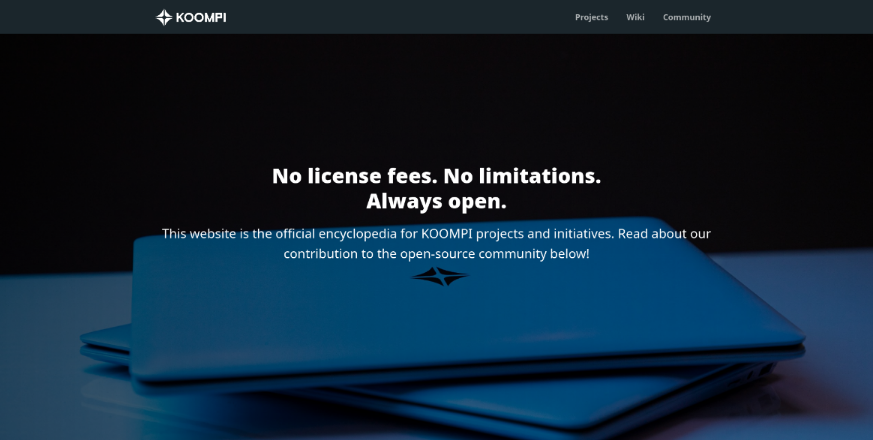 KOOMPI
Projects Wiki Community
No license fees. No limitations.
Always open.
This website is the official encyclopedia for KOOMPI projects and initiatives. Read about our
contribution to the open-source community below!